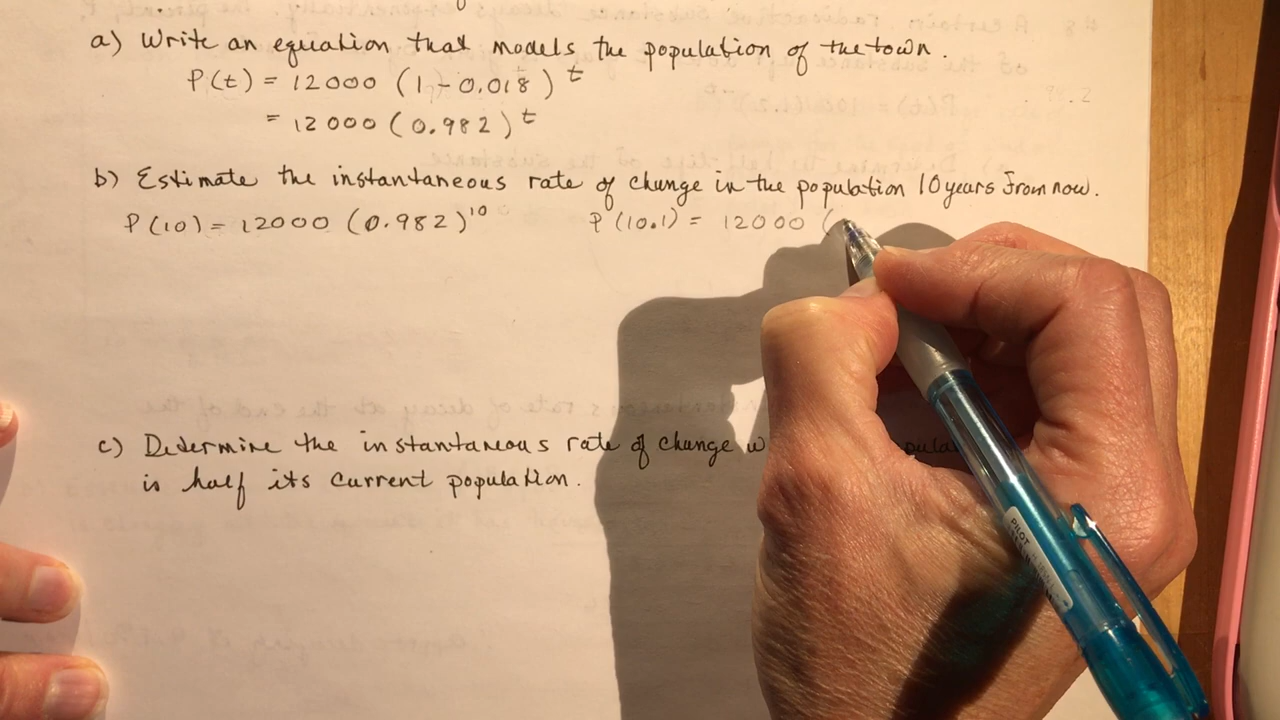 a) Write an equation that models the population of the town.
P(t) = 12000 (1 - 0.018)^t
= 12000 (0.982)^t
b) Estimate the instantaneous rate of change in the population 10 years from now.
P(10) = 12000 (0.982)^10 P(10.1) = 12000 (
c) Determine the instantaneous rate of change
is half its current population.
PILOT